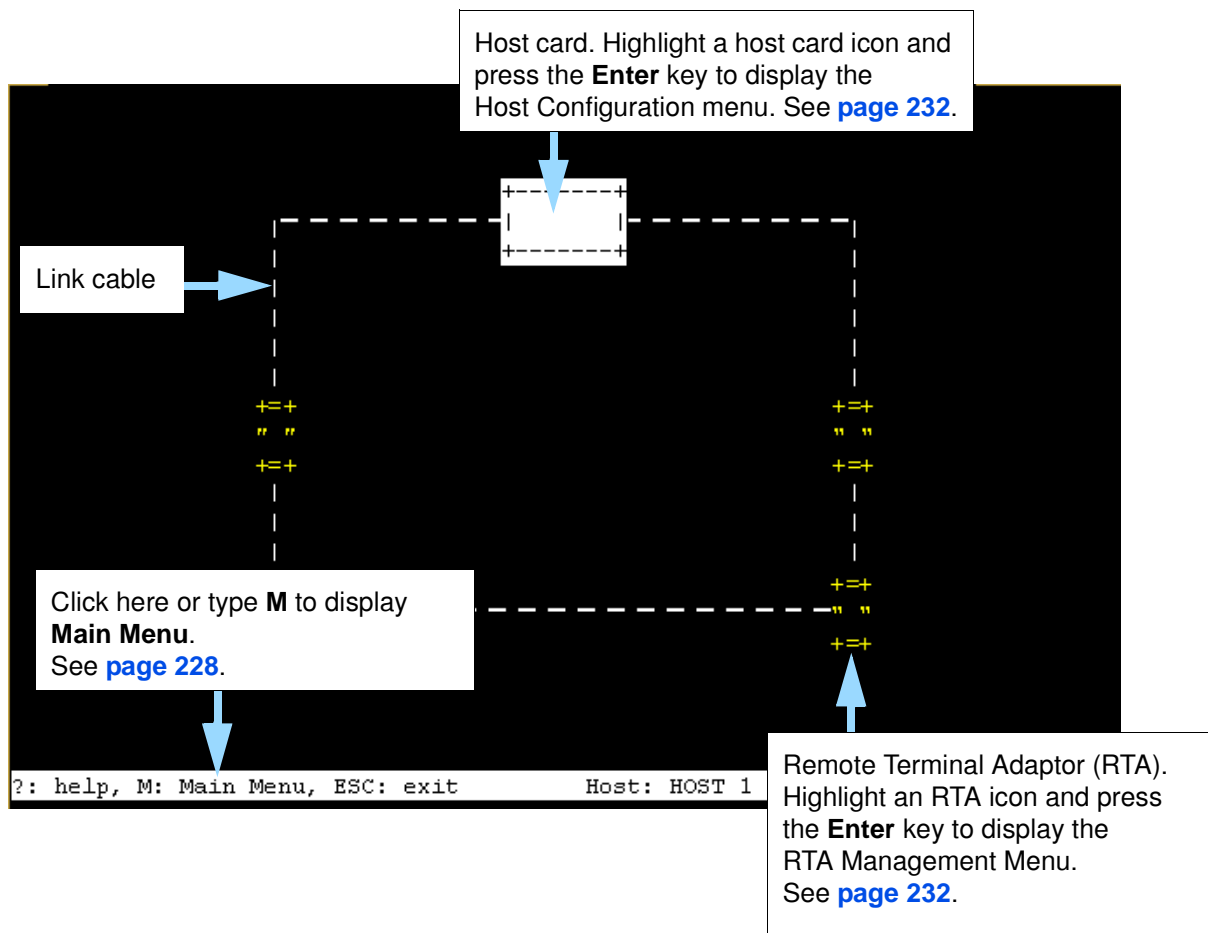 Host card. Highlight a host card icon and
press the Enter key to display the
Host Configuration menu. See page 232.
+--------+
|        |
+--------+
Link cable
+=+
" "
+=+
+=+
" "
+=+
Click here or type M to display
Main Menu.
See page 228.
+=+
" "
+=+
?: help, M: Main Menu, ESC: exit Host: HOST 1
Remote Terminal Adaptor (RTA).
Highlight an RTA icon and press
the Enter key to display the
RTA Management Menu.
See page 232.